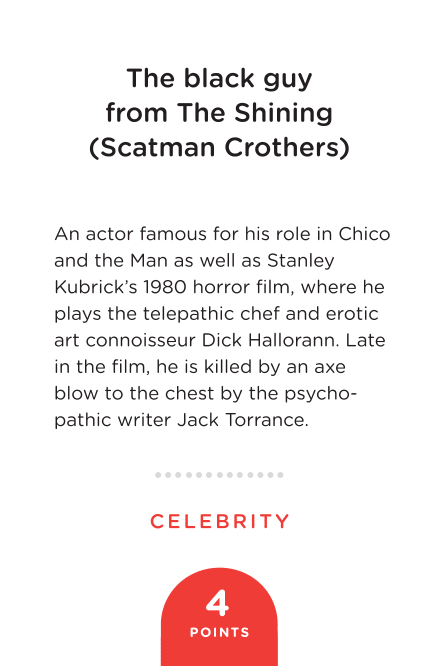 The black guy
from The Shining
(Scatman Crothers)
An actor famous for his role in Chico
and the Man as well as Stanley
Kubrick’s 1980 horror film, where he
plays the telepathic chef and erotic
art connoisseur Dick Hallorann. Late
in the film, he is killed by an axe
blow to the chest by the psycho-
pathic writer Jack Torrance.
CELEBRITY
4
POINTS